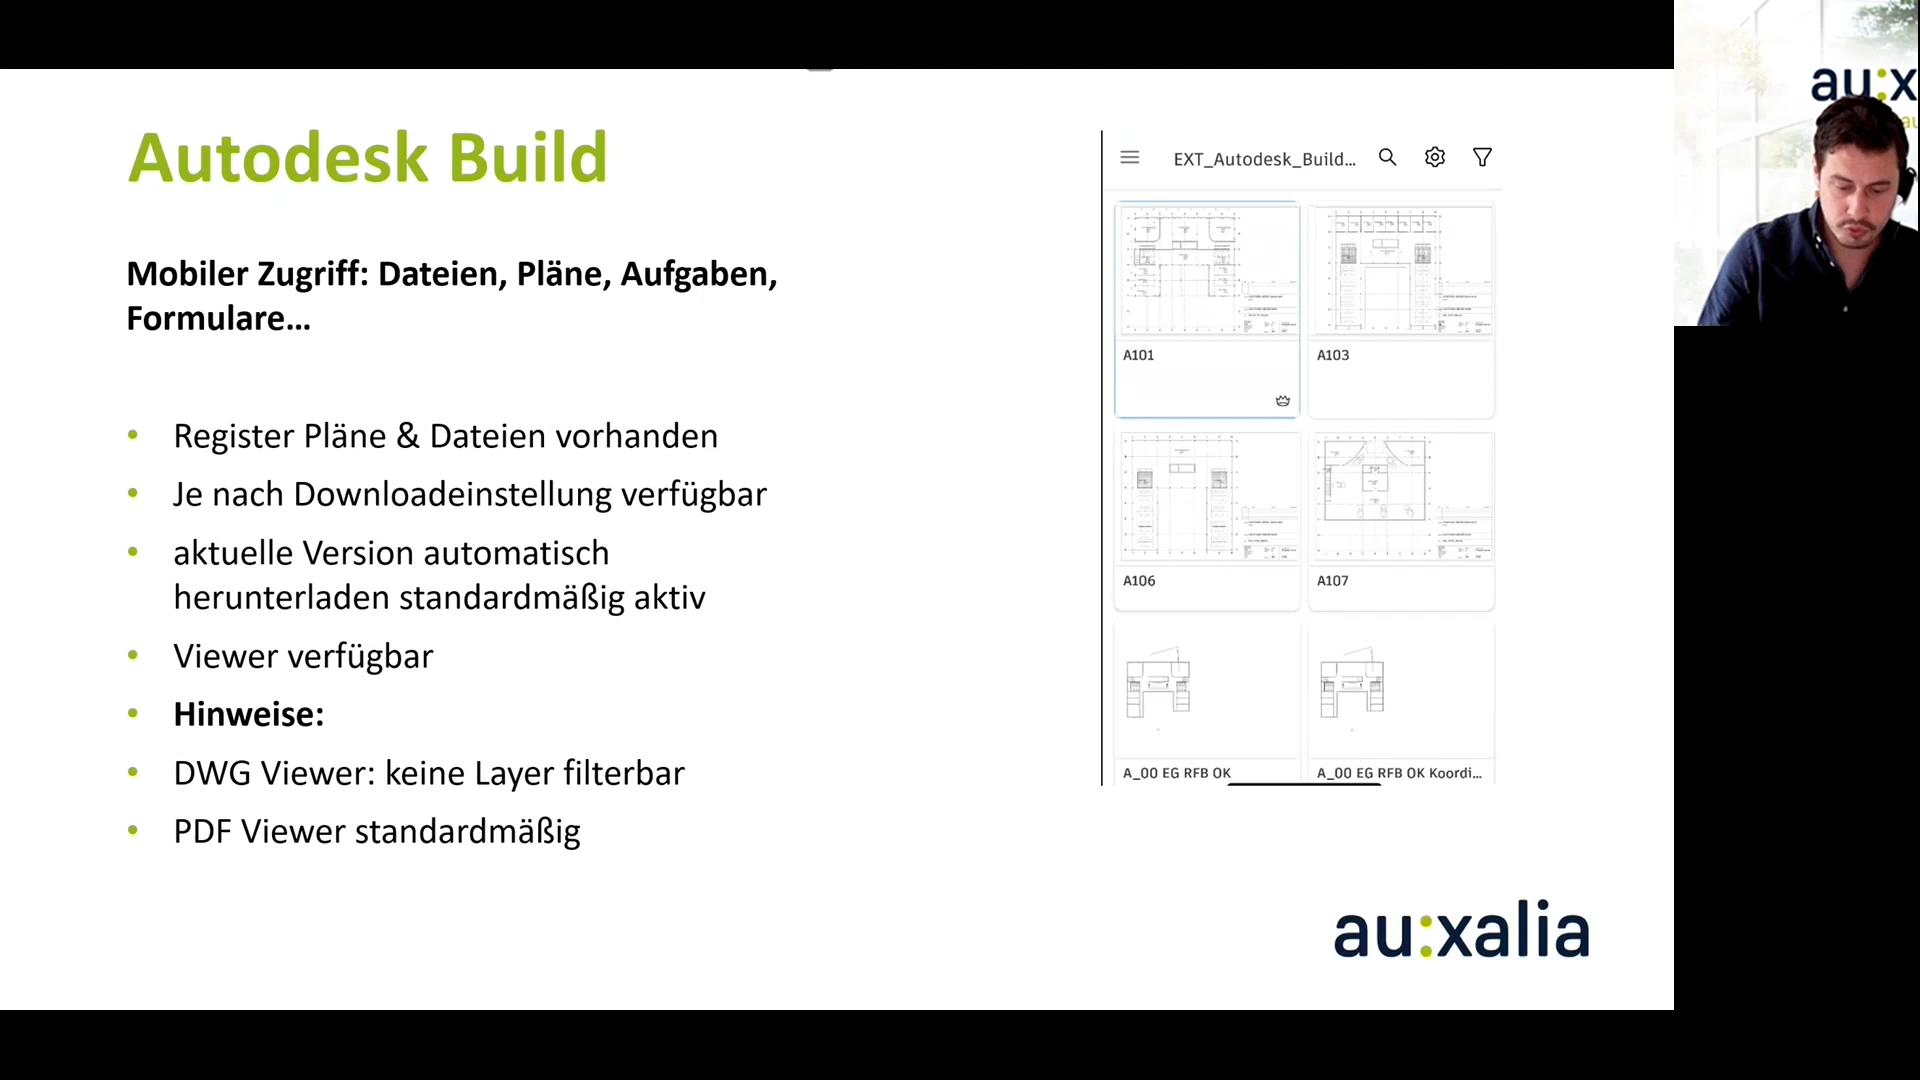 Autodesk Build
Mobiler Zugriff: Dateien, Pläne, Aufgaben,
Formulare...
• Register Pläne & Dateien vorhanden
• Je nach Downloadeinstellung verfügbar
• aktuelle Version automatisch
herunterladen standardmäßig aktiv
• Viewer verfügbar
• Hinweise:
• DWG Viewer: keine Layer filterbar
• PDF Viewer standardmäßig
EXT_Autodesk_Build...
A101
A103
A106
A107
A_00 EG RFB OK
A_00 EG RFB OK Koordi...
au:xalia
au:x
au